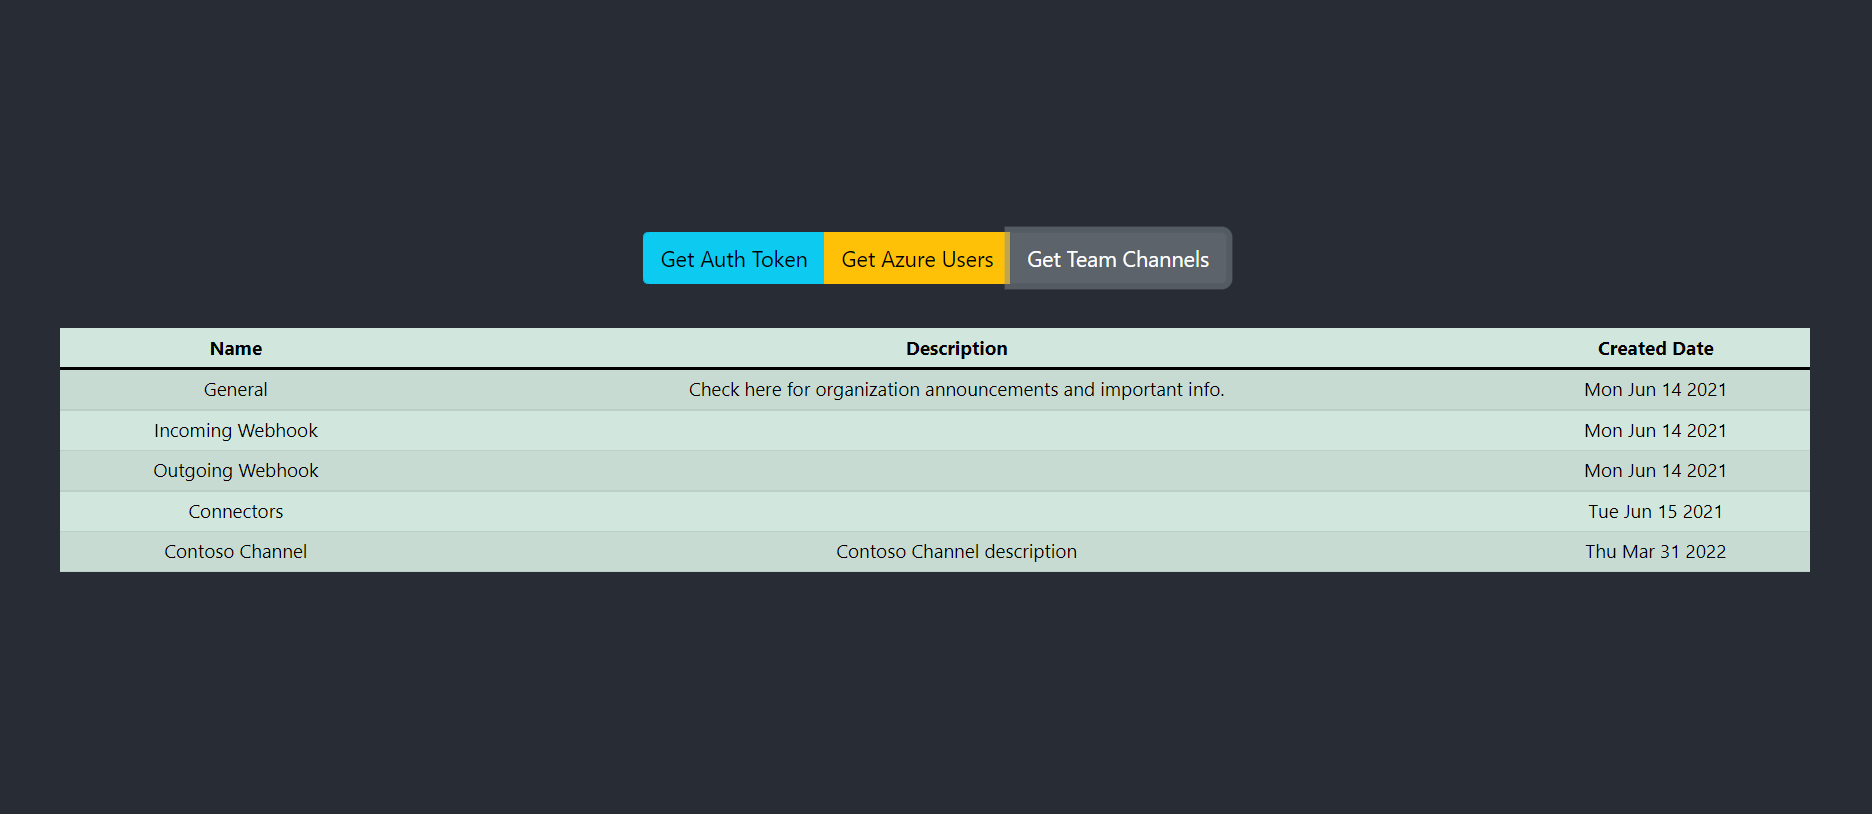 Get Auth Token Get Azure Users Get Team Channels
Name Description Created Date
General Check here for organization announcements and important info. Mon Jun 14 2021
Incoming Webhook Mon Jun 14 2021
Outgoing Webhook Mon Jun 14 2021
Connectors Tue Jun 15 2021
Contoso Channel Contoso Channel description Thu Mar 31 2022